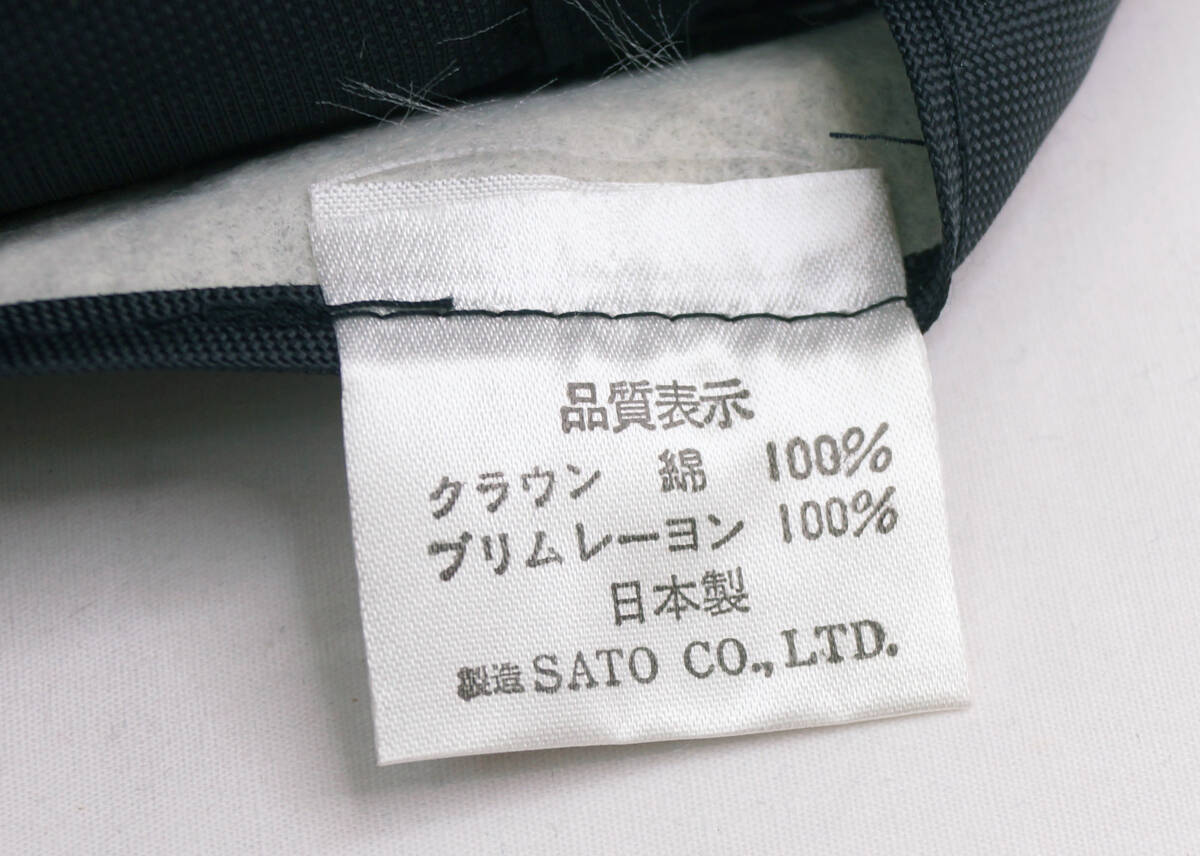 品質表示
クラウン 綿 100%
ブリムレーヨン 100%
日本製
製造 SATO CO., LTD.